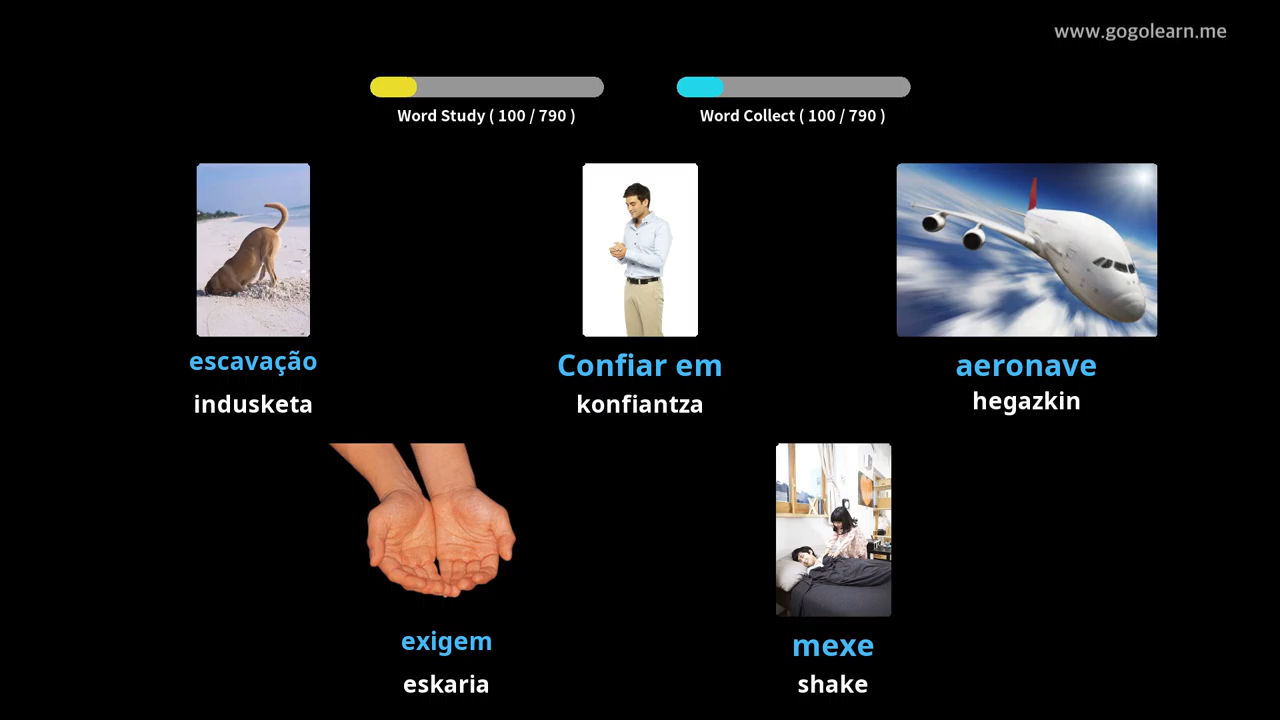 www.gogolearn.me
Word Study ( 100 / 790 )
Word Collect ( 100 / 790 )
escavação
indusketa
Confiar em
konfiantza
aeronave
hegazkin
exigem
eskaria
mexe
shake